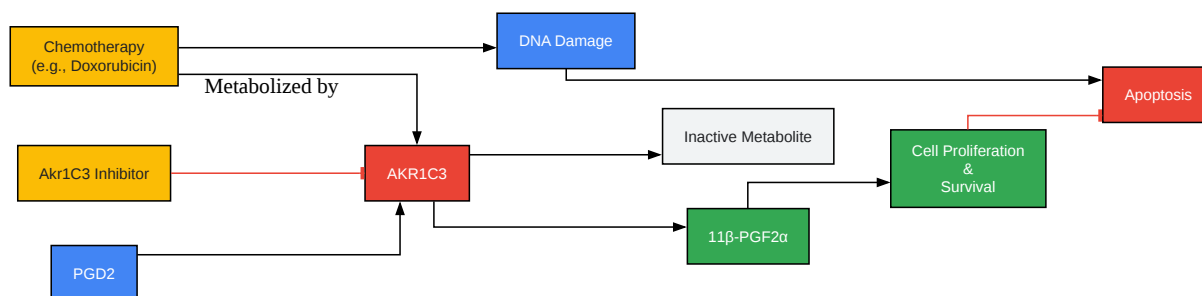 Chemotherapy
(e.g., Doxorubicin)
DNA Damage
Metabolized by
Apoptosis
Inactive Metabolite
Cell Proliferation
&
Survival
Akr1C3 Inhibitor
AKR1C3
11β-PGF2α
PGD2